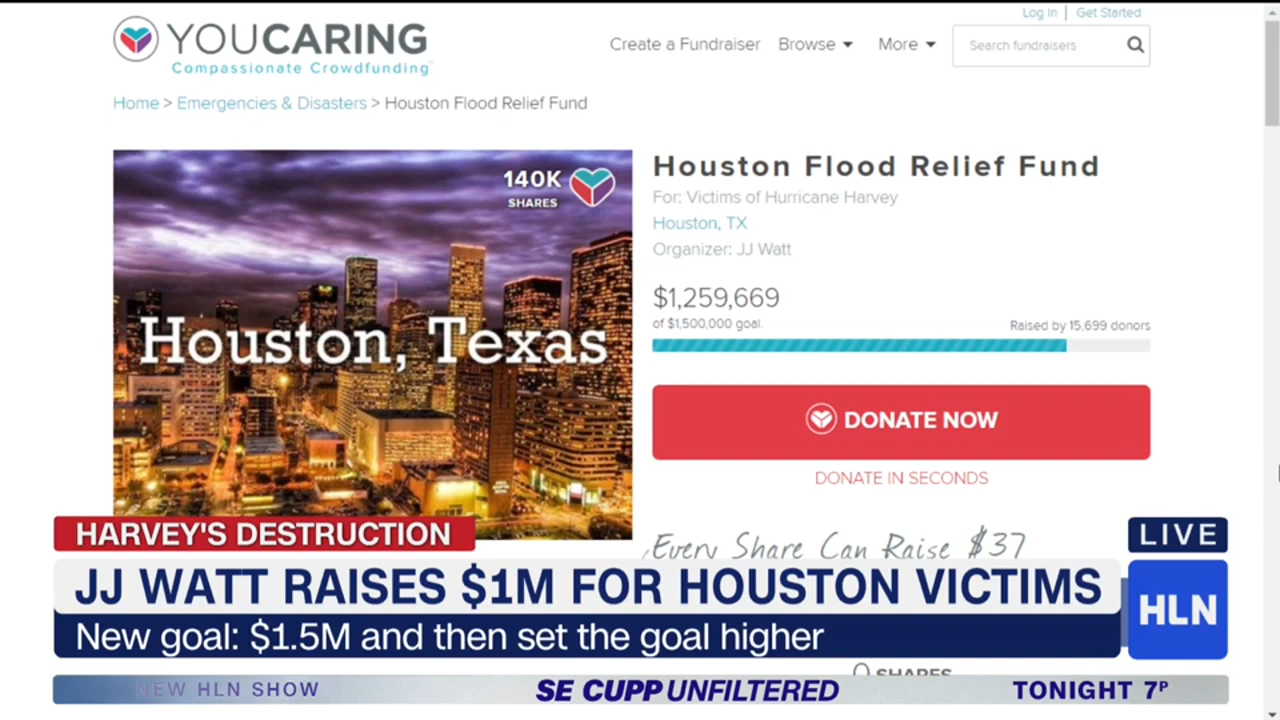 Log In | Get Started
YOUCARING
Compassionate Crowdfunding
Create a Fundraiser Browse More Search fundraisers
Home > Emergencies & Disasters > Houston Flood Relief Fund
140K
SHARES
Houston, Texas
Houston Flood Relief Fund
For: Victims of Hurricane Harvey
Houston, TX
Organizer: JJ Watt
$1,259,669
of $1,500,000 goal.
Raised by 15,699 donors
DONATE NOW
DONATE IN SECONDS
Every Share Can Raise $37
HARVEY'S DESTRUCTION
LIVE
JJ WATT RAISES $1M FOR HOUSTON VICTIMS
HLN
New goal: $1.5M and then set the goal higher
0 SHARES
NEW HLN SHOW
SE CUPP UNFILTERED
TONIGHT 7P